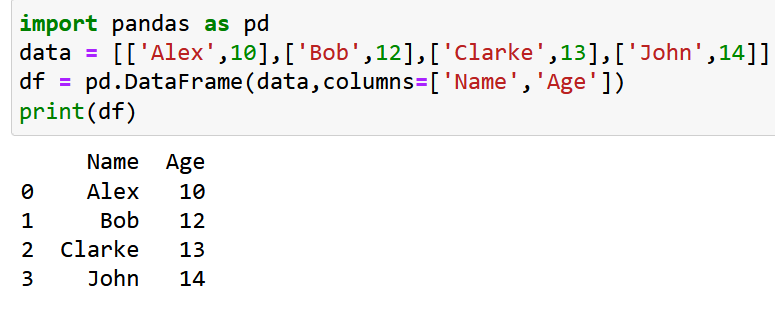 import pandas as pd
data = [['Alex',10],['Bob',12],['Clarke',13],['John',14]]
df = pd.DataFrame(data,columns=['Name','Age'])
print(df)
     Name  Age
0    Alex   10
1     Bob   12
2  Clarke   13
3    John   14